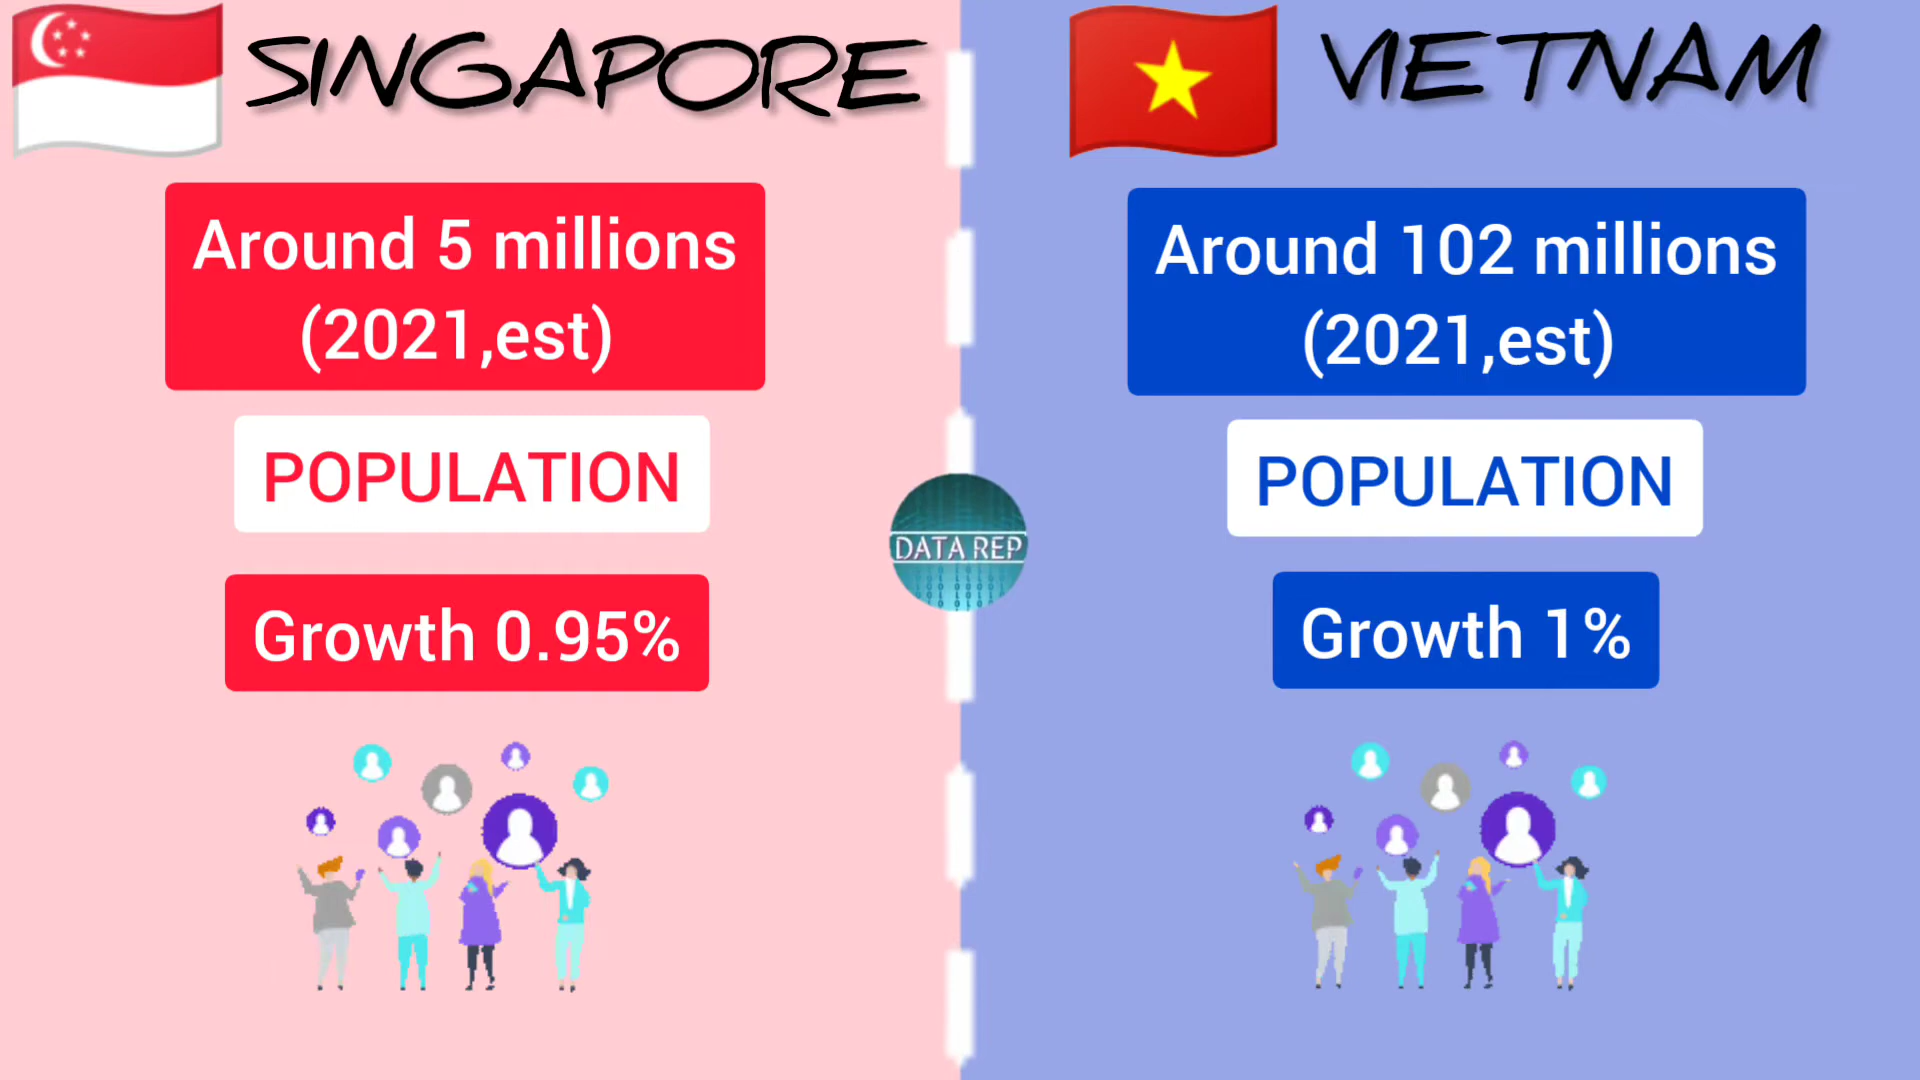 SINGAPORE
Around 5 millions
(2021,est)
POPULATION
Growth 0.95%
VIETNAM
Around 102 millions
(2021,est)
POPULATION
Growth 1%
DATA REP